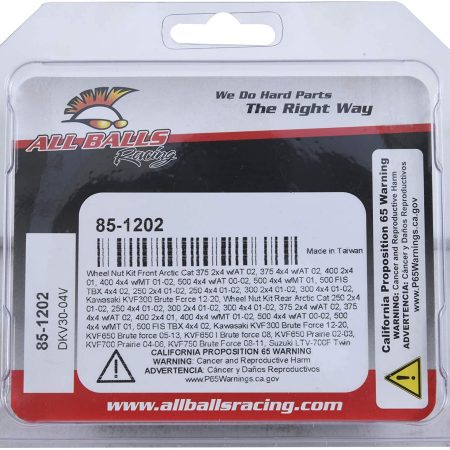 We Do Hard Parts
The Right Way
ALL BALLS
Racing
85-1202
Made in Taiwan
Wheel Nut Kit Front Arctic Cat 375 2x4 w/AT 02, 375 4x4 w/AT 02, 400 2x4
01, 400 4x4 w/MT 01-02, 500 4x4 w/AT 00-02, 500 4x4 w/MT 01-02, 500 FIS
TBX 4x4 02, 250 2x4 01-02, 250 4x4 01-02, 300 2x4 01-02, 300 4x4 01-02,
Kawasaki KVF300 Brute Force 12-20, Wheel Nut Kit Rear Arctic Cat 250 2x4
01-02, 250 4x4 01-02, 300 2x4 01-02, 300 4x4 01-02, 375 2x4 w/AT 02, 375
4x4 w/AT 02, 400 2x4 01, 400 4x4 w/MT 01-02, 500 4x4 w/AT 00-02, 500 4x4
w/MT 01-02, 500 FIS TBX 4x4 02, Kawasaki KVF300 Brute Force 12-20,
KVF650 Brute force 05-13, KVF650 I Brute force 08, KVF650 Prairie 02-03,
KVF700 Prairie 04-06, KVF750 Brute Force 08-11, Suzuki LTV-700F Twin
CALIFORNIA PROPOSITION 65 WARNING
WARNING: Cancer and Reproductive Harm
ADVERTENCIA: Cáncer y Daños Reproductivos
www.P65Warnings.ca.gov
85-1202
DKV30-04V
California Proposition 65 Warning
WARNING: Cancer and Reproductive Harm
ADVERTENCIA: Cáncer y Daños Reproductivos
www.P65Warnings.ca.gov
www.allballsracing.com